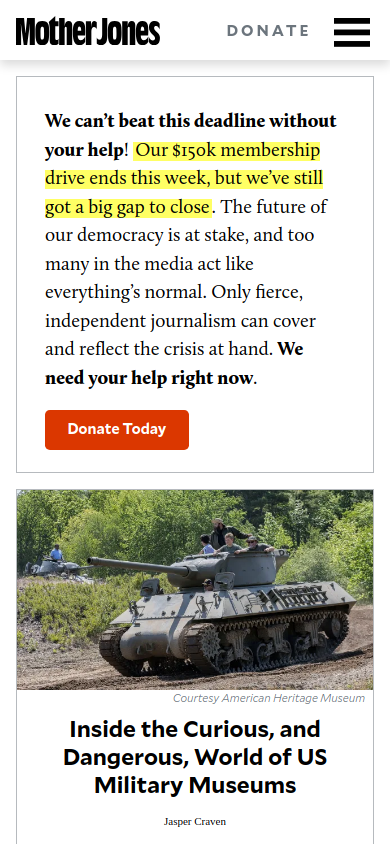 Mother Jones
DONATE
We can’t beat this deadline without
your help! Our $150k membership
drive ends this week, but we’ve still
got a big gap to close. The future of
our democracy is at stake, and too
many in the media act like
everything’s normal. Only fierce,
independent journalism can cover
and reflect the crisis at hand. We
need your help right now.
Donate Today
Courtesy American Heritage Museum
Inside the Curious, and
Dangerous, World of US
Military Museums
Jasper Craven